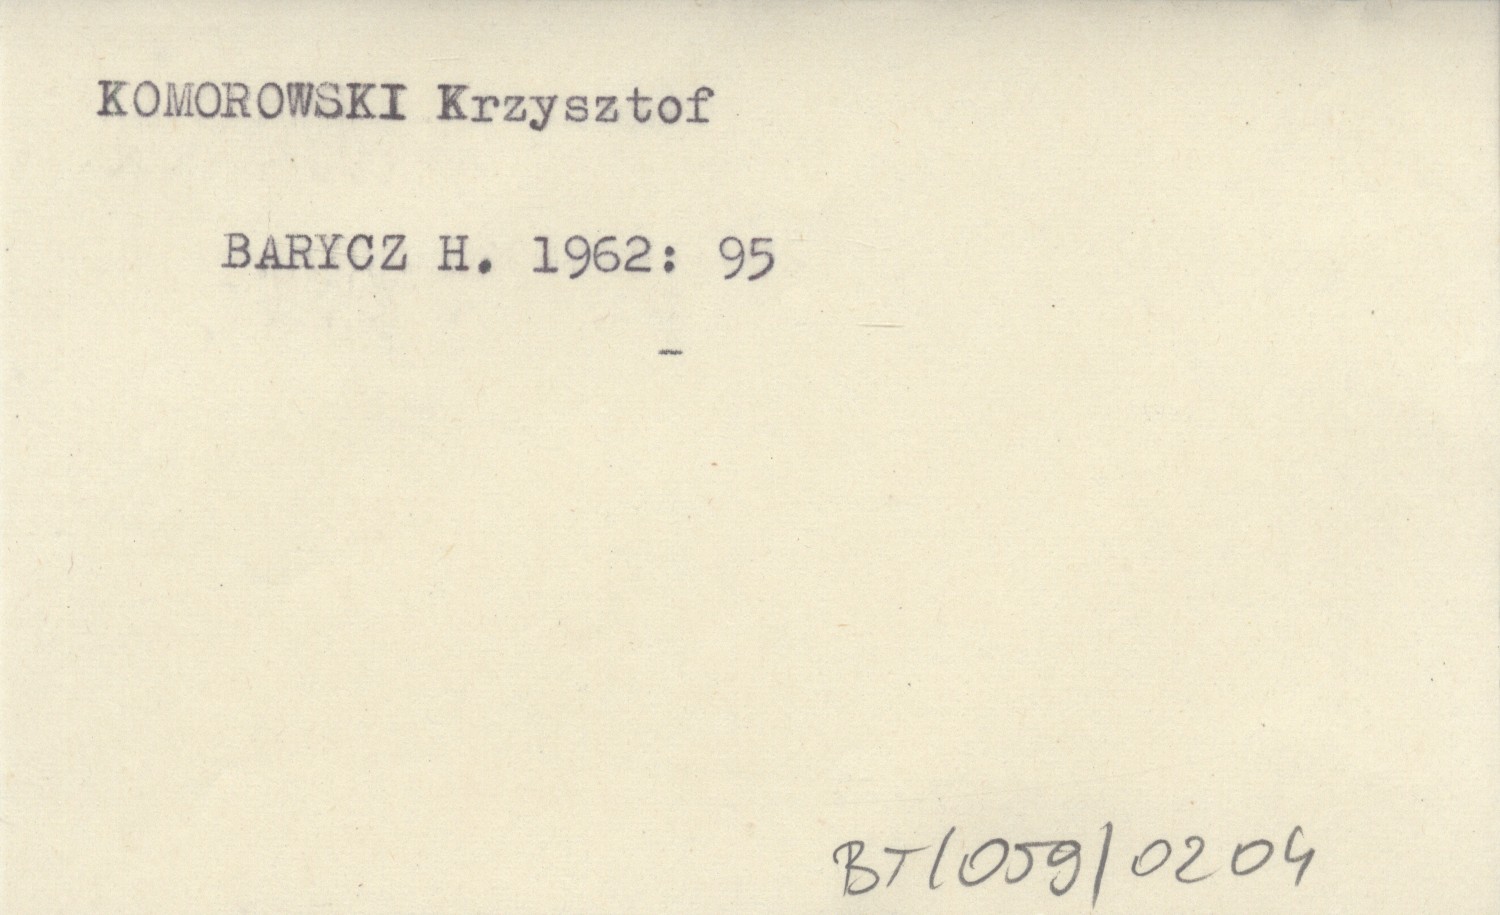 KOMOROWSKI Krzysztof
BARYCZ H. 1962: 95
–
BT/059/0204